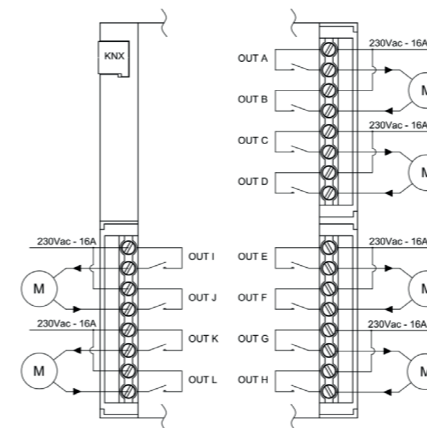 KNX
230Vac - 16A
OUT A
M
OUT B
230Vac - 16A
OUT C
M
OUT D
230Vac - 16A
OUT I
M
OUT J
230Vac - 16A
OUT K
M
OUT L
230Vac - 16A
OUT E
M
OUT F
230Vac - 16A
OUT G
M
OUT H